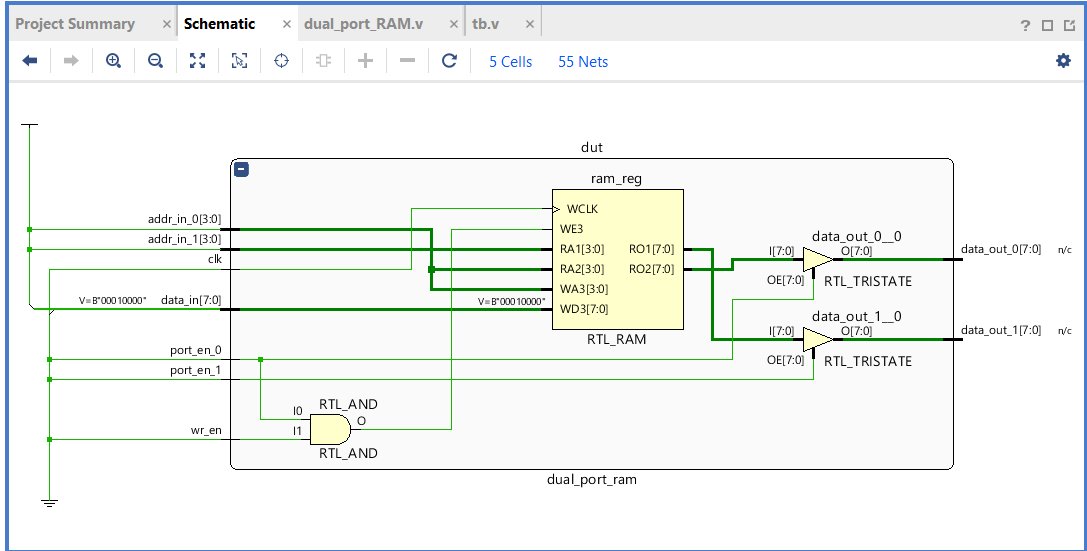 Project Summary × Schematic × dual_port_RAM.v × tb.v × ?
5 Cells 55 Nets
dut
ram_reg
WCLK
addr_in_0[3:0] WE3 data_out_0__0
addr_in_1[3:0] RA1[3:0] RO1[7:0] I[7:0] O[7:0] data_out_0[7:0] n/c
clk RA2[3:0] RO2[7:0] OE[7:0] RTL_TRISTATE
WA3[3:0]
V=B"00010000" data_in[7:0] V=B"00010000" WD3[7:0] data_out_1__0
RTL_RAM I[7:0] O[7:0] data_out_1[7:0] n/c
port_en_0 OE[7:0] RTL_TRISTATE
port_en_1
RTL_AND
I0 O
wr_en I1
RTL_AND
dual_port_ram